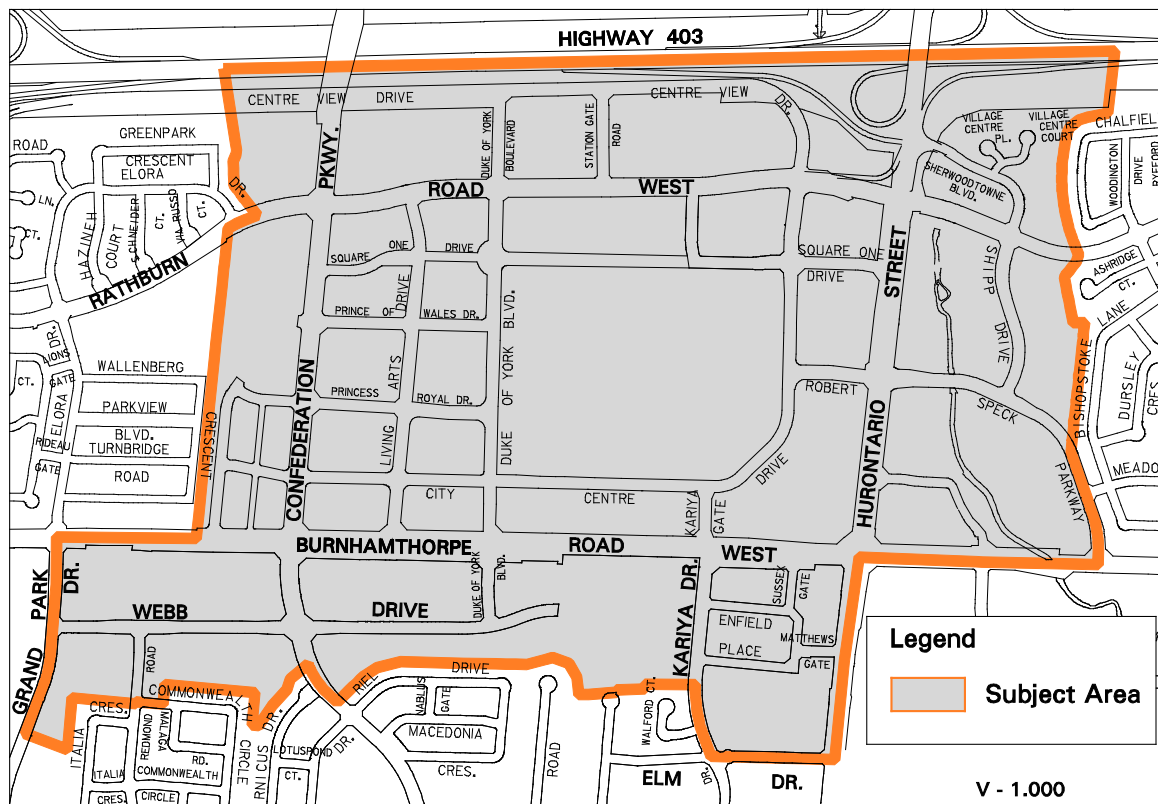 HIGHWAY 403
CENTRE VIEW DRIVE
CENTRE VIEW
DR.
PKWY.
DUKE OF YORK
BOULEVARD
STATION GATE
ROAD
VILLAGE
CENTRE
PL.
VILLAGE
CENTRE
COURT
CHALFIEL
ROAD
GREENPARK
CRESCENT
ELORA
DR.
ROAD
WEST
SHERWOODTOWNE
BLVD.
WOODINGTON
DRIVE
RYEFORD
LN.
CT.
HAZINEH
COURT
SCHNEIDER
CT.
VIA RUSSO
CT.
RATHBURN
SQUARE ONE
DRIVE
SQUARE ONE
DRIVE
STREET
SHIPP
DRIVE
ASHRIDGE
CT.
LANE
PRINCE OF
WALES DR.
DRIVE
DUKE OF YORK BLVD.
DR.
LIONS
GATE
WALLENBERG
CT.
PARKVIEW
BLVD.
TURNBRIDGE
ROAD
ELORA
RIDEAU
GATE
CRESCENT
CONFEDERATION
PRINCESS
ROYAL DR.
LIVING
ARTS
ROBERT
SPECK
PARKWAY
BISHOPSTOKE
DURSLEY
CRES.
MEADO
DRIVE
HURONTARIO
CITY
CENTRE
KARIYA
GATE
BURNHAMTHORPE
ROAD
WEST
GRAND PARK
DR.
DUKE OF YORK
BLVD.
KARIYA DR.
SUSSEX
GATE
WEBB
DRIVE
ENFIELD
PLACE
MATTHEWS
GATE
ROAD
COMMONWEALTH
CIRCLE
CRES.
ITALIA
REDMOND
MALAGA
RD.
ITALIA
COMMONWEALTH
CRES.
CIRCLE
DR.
LOTUSPOND
DR.
CT.
RIEL
DRIVE
NABLUS
GATE
MACEDONIA
CRES.
ROAD
WALFORD CT.
ELM
DR.
DR.
Legend
Subject Area
V - 1.000